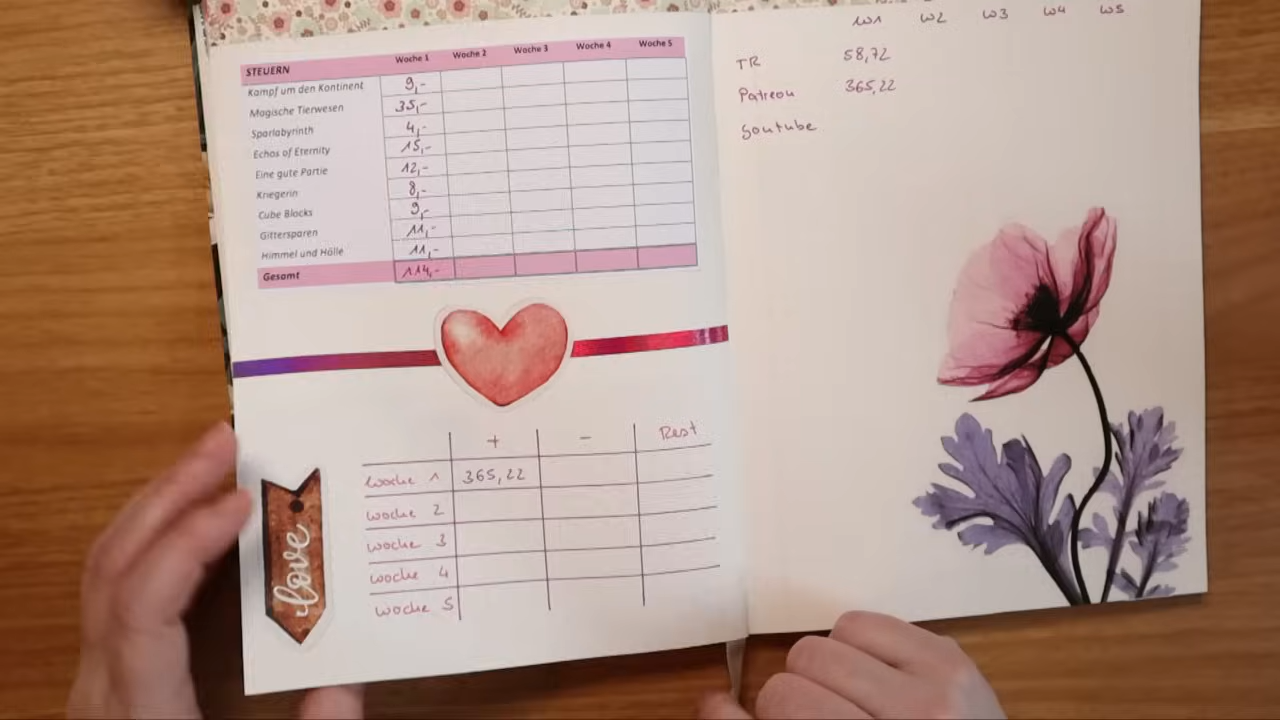 STEUERN Woche 1 Woche 2 Woche 3 Woche 4 Woche 5
Kampf um den Kontinent 9,-
Magische Tierwesen 35,-
Sparlabyrinth 4,-
Echos of Eternity 15,-
Eine gute Partie 12,-
Kriegerin 8,-
Cube Blocks 9,-
Gittersparen 11,-
Himmel und Hölle 11,-
Gesamt 114,-
+ - Rest
Woche 1 365,22
Woche 2
Woche 3
Woche 4
Woche 5
love
W1 W2 W3 W4 W5
TR 58,72
Patreon 365,22
Youtube